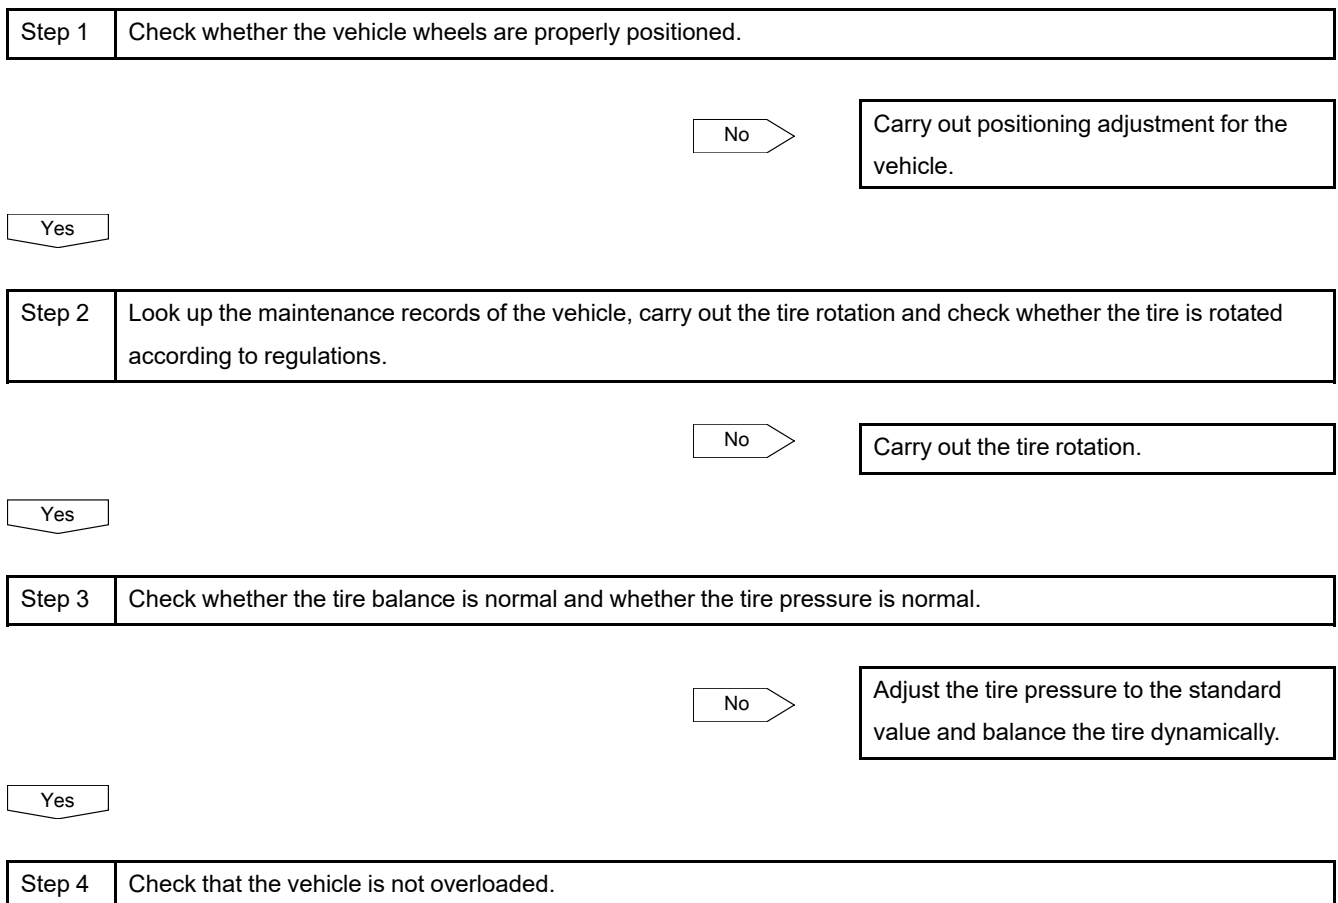 Step 1 Check whether the vehicle wheels are properly positioned.
No
Carry out positioning adjustment for the
vehicle.
Yes
Step 2 Look up the maintenance records of the vehicle, carry out the tire rotation and check whether the tire is rotated
according to regulations.
No
Carry out the tire rotation.
Yes
Step 3 Check whether the tire balance is normal and whether the tire pressure is normal.
No
Adjust the tire pressure to the standard
value and balance the tire dynamically.
Yes
Step 4 Check that the vehicle is not overloaded.